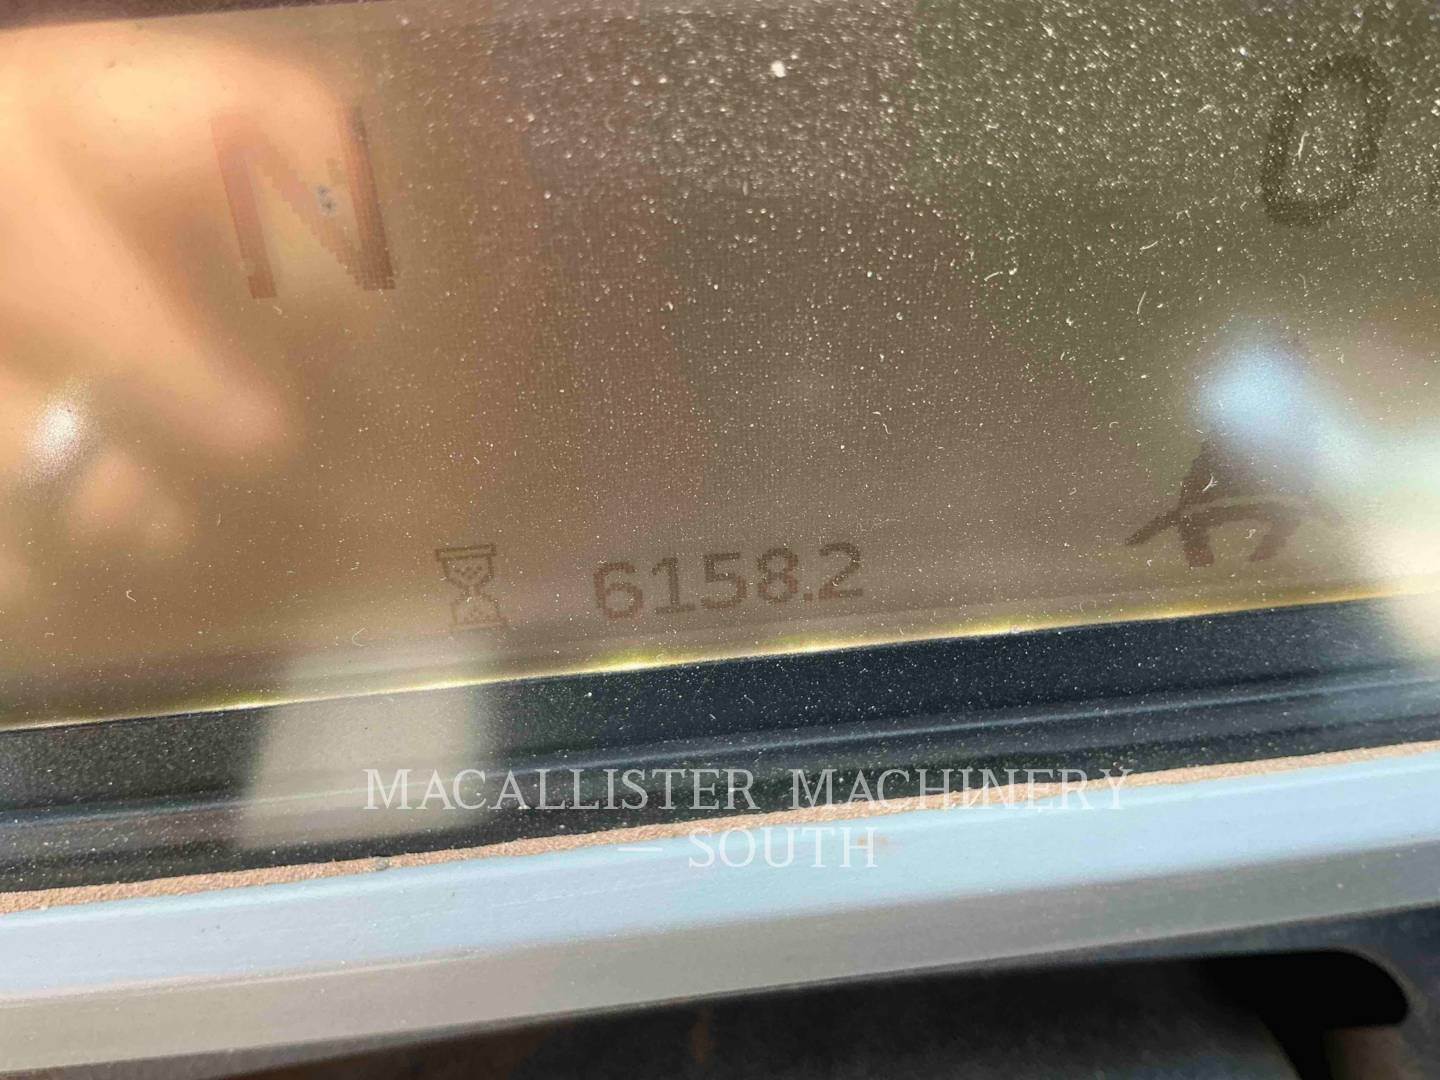 N 0
6158.2
MACALLISTER MACHINERY
— SOUTH